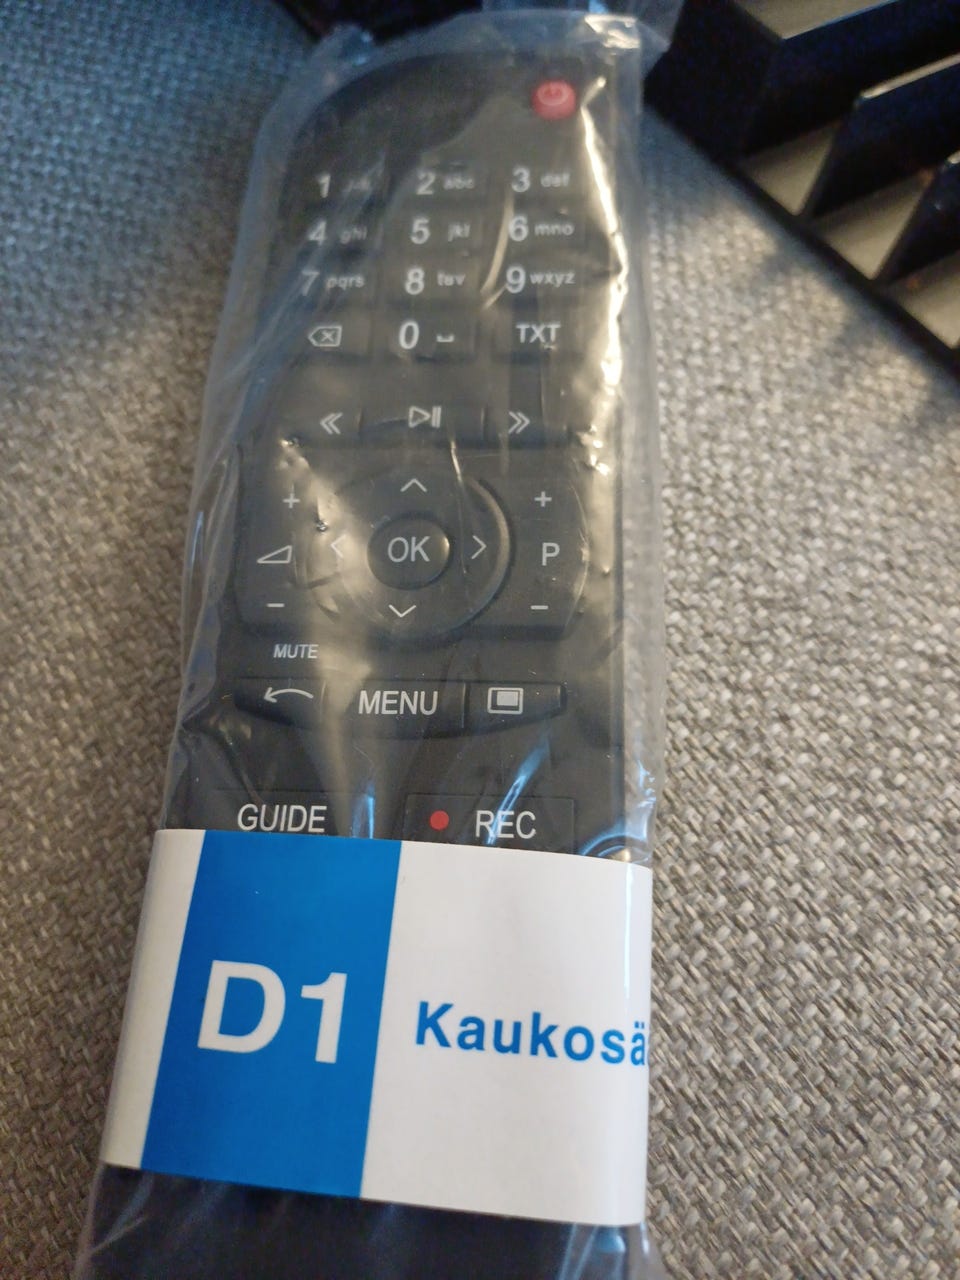 1
2 abc
3 def
4 ghi
5 jkl
6 mno
7 pqrs
8 tuv
9 wxyz
0
TXT
+
+
OK
P
-
-
MUTE
MENU
GUIDE
REC
D1
Kaukosä